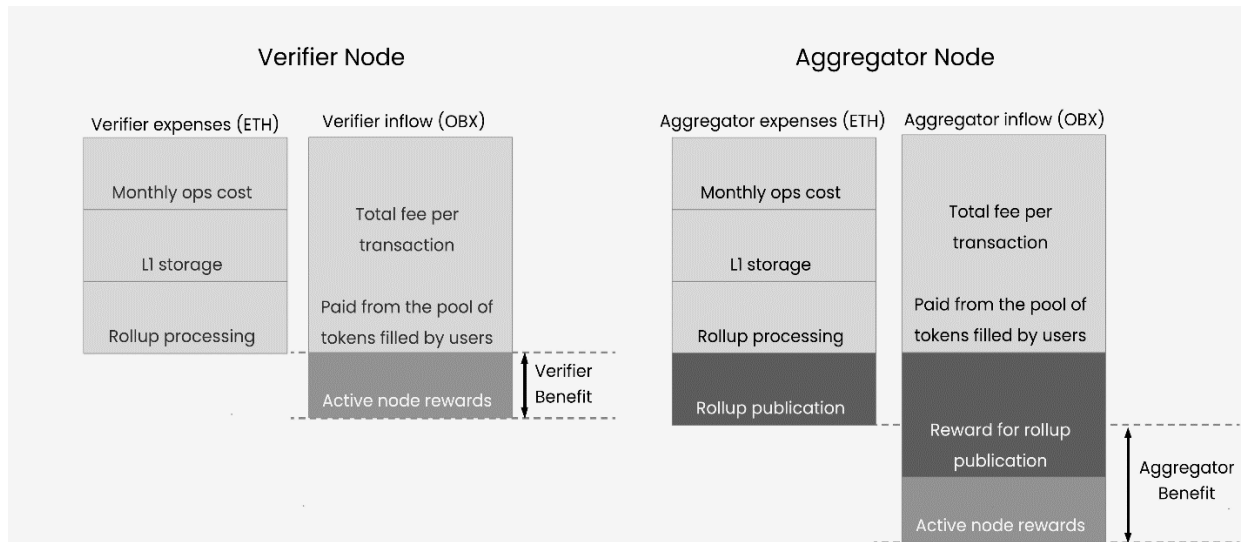 Verifier Node
Verifier expenses (ETH)
Verifier inflow (OBX)
Monthly ops cost
L1 storage
Rollup processing
Total fee per
transaction
Paid from the pool of
tokens filled by users
Active node rewards
Verifier
Benefit
Aggregator Node
Aggregator expenses (ETH)
Aggregator inflow (OBX)
Monthly ops cost
L1 storage
Rollup processing
Rollup publication
Total fee per
transaction
Paid from the pool of
tokens filled by users
Reward for rollup
publication
Active node rewards
Aggregator
Benefit